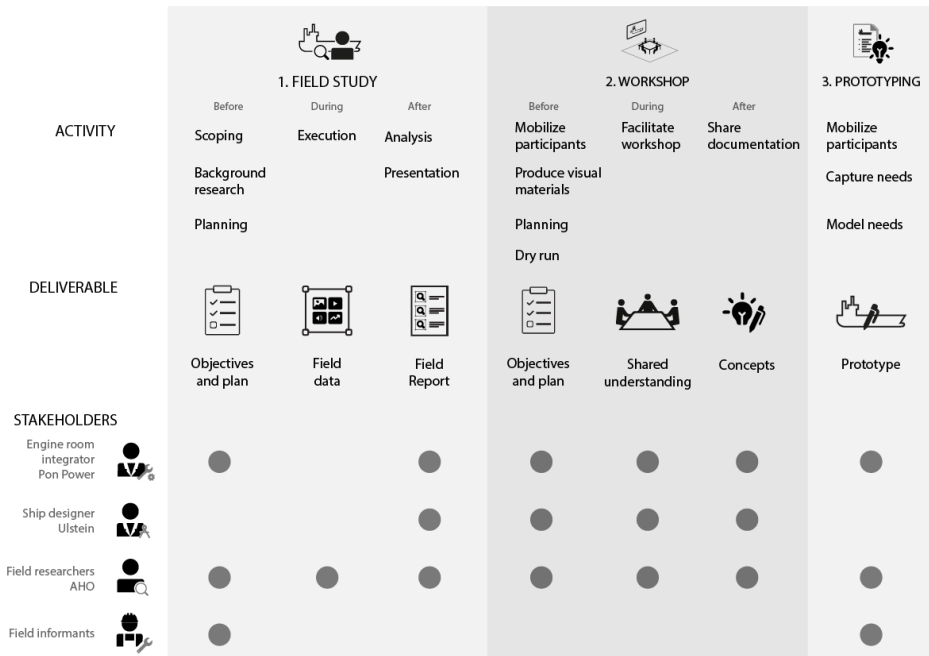 1. FIELD STUDY
2. WORKSHOP
3. PROTOTYPING
Before
During
After
Before
During
After
ACTIVITY
Scoping
Execution
Analysis
Mobilize
participants
Facilitate
workshop
Share
documentation
Mobilize
participants
Background
research
Presentation
Produce visual
materials
Capture needs
Planning
Planning
Model needs
Dry run
DELIVERABLE
Objectives
and plan
Field
data
Field
Report
Objectives
and plan
Shared
understanding
Concepts
Prototype
STAKEHOLDERS
Engine room
integrator
Pon Power
Ship designer
Ulstein
Field researchers
AHO
Field informants